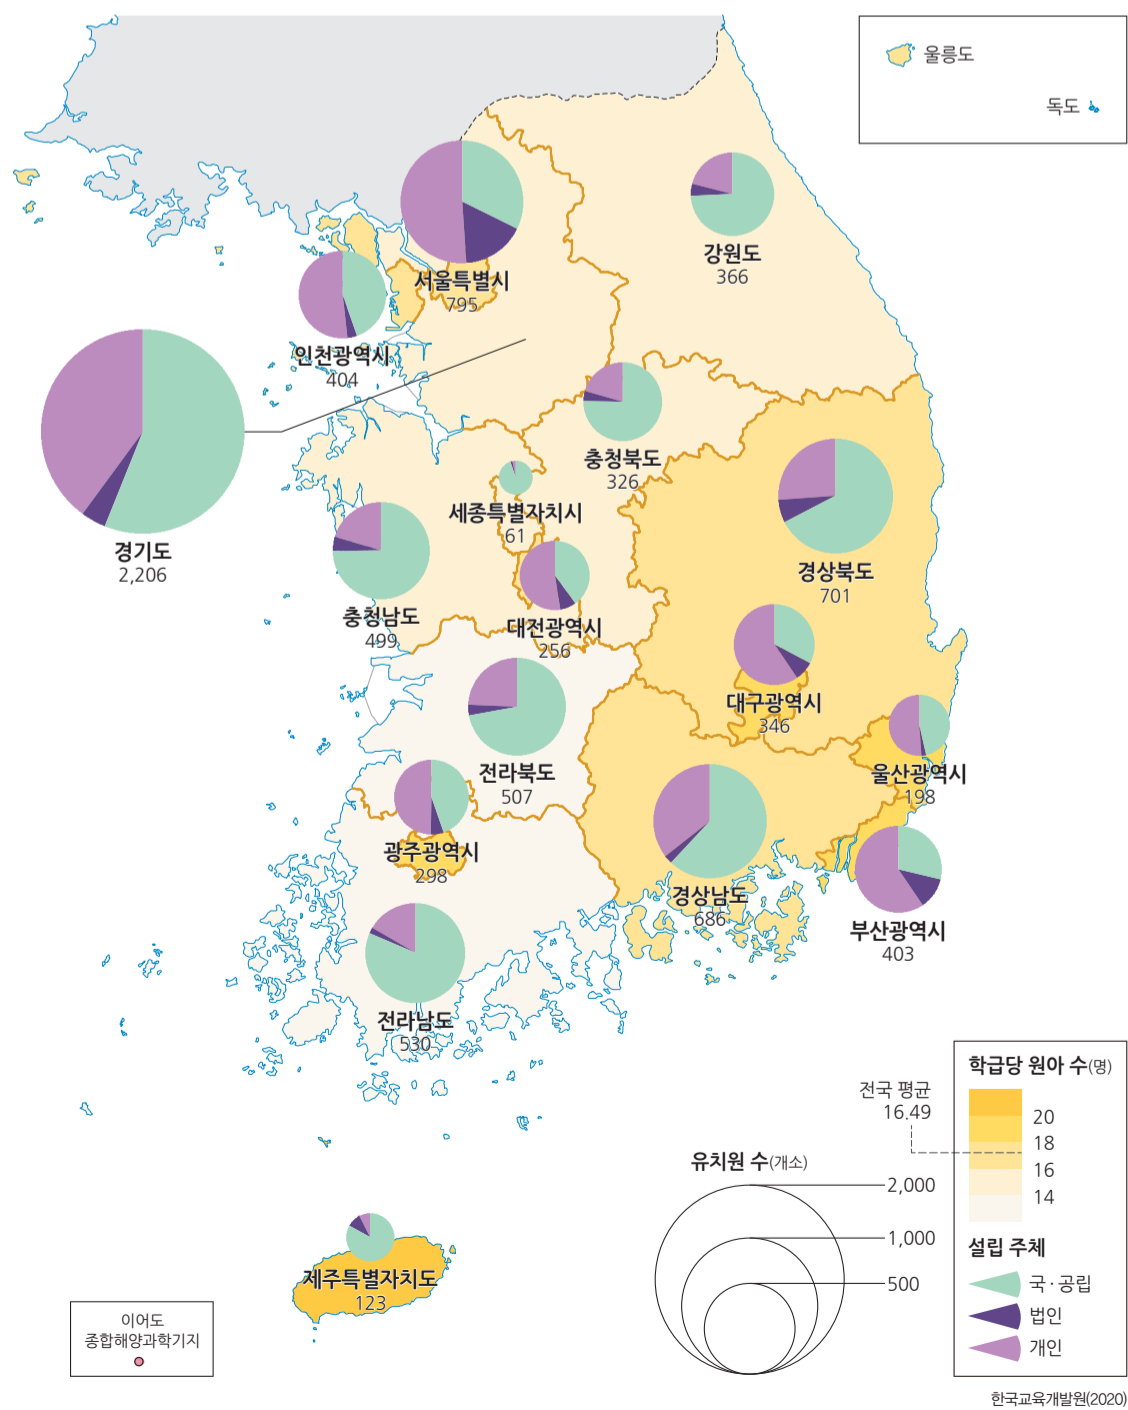 울릉도
독도
서울특별시
795
강원도
366
인천광역시
404
경기도
2,206
충청북도
326
세종특별자치시
61
충청남도
499
대전광역시
256
경상북도
701
대구광역시
346
울산광역시
198
전라북도
507
광주광역시
298
경상남도
686
부산광역시
403
전라남도
530
제주특별자치도
123
이어도
종합해양과학기지
유치원 수(개소)
2,000
1,000
500
학급당 원아 수(명)
전국 평균
16.49
20
18
16
14
설립 주체
국·공립
법인
개인
한국교육개발원(2020)